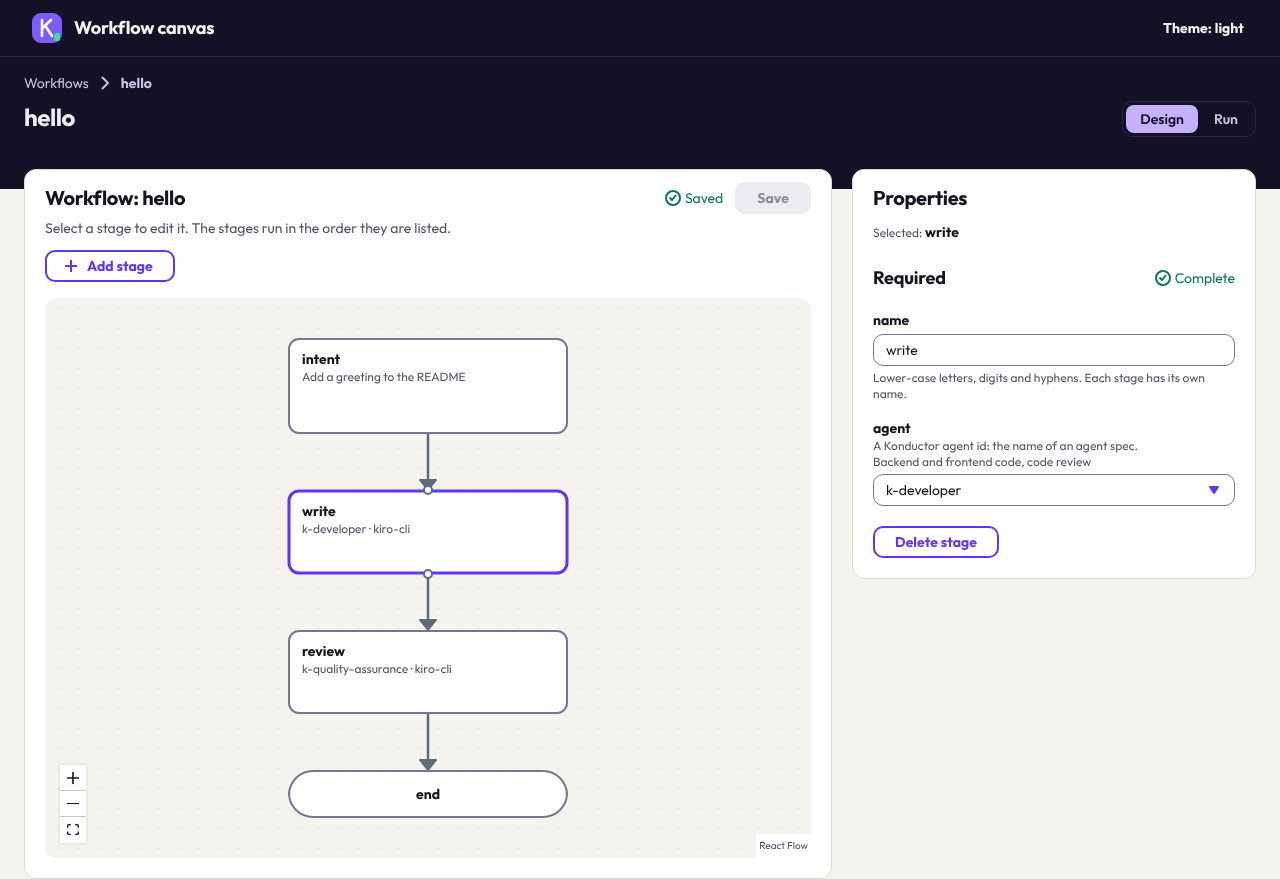 K
Workflow canvas
Theme: light
Workflows
hello
hello
Design
Run
Workflow: hello
Saved
Save
Select a stage to edit it. The stages run in the order they are listed.
Add stage
intent
Add a greeting to the README
write
k-developer · kiro-cli
review
k-quality-assurance · kiro-cli
end
React Flow
Properties
Selected: write
Required
Complete
name
write
Lower-case letters, digits and hyphens. Each stage has its own
name.
agent
A Konductor agent id: the name of an agent spec.
Backend and frontend code, code review
k-developer
Delete stage